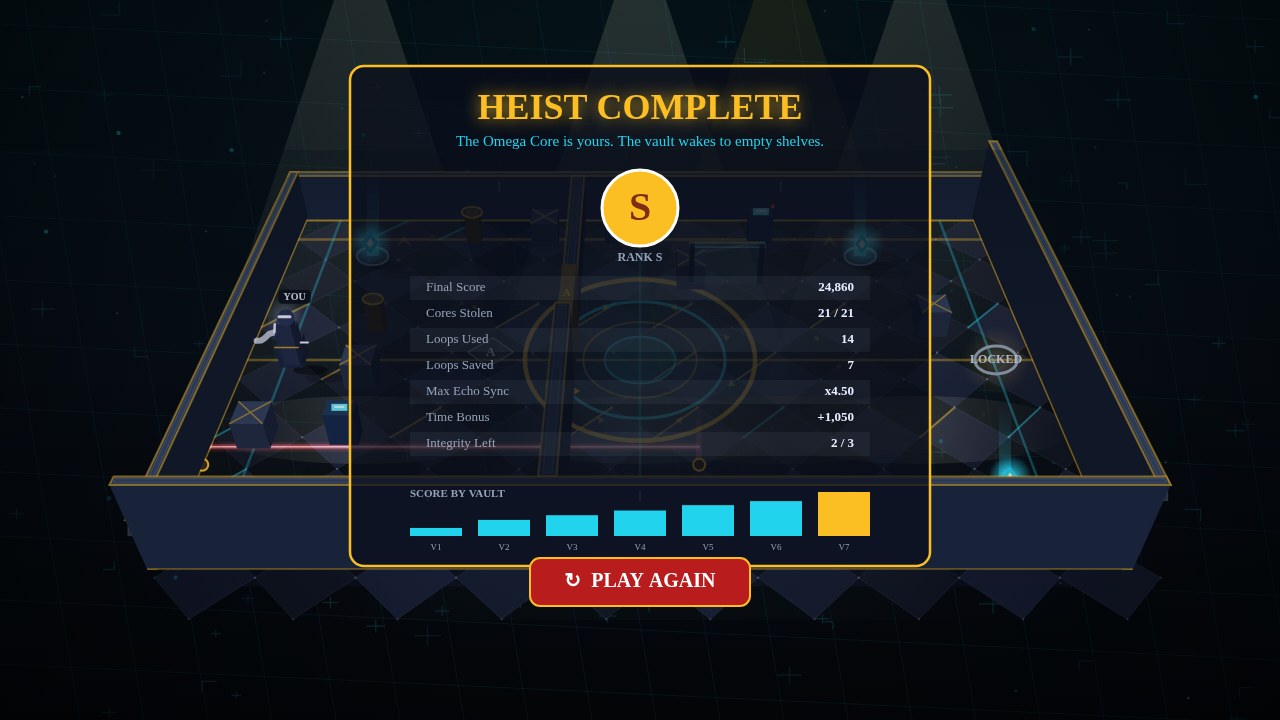 HEIST COMPLETE
The Omega Core is yours. The vault wakes to empty shelves.
S
RANK S
Final Score 24,860
Cores Stolen 21 / 21
Loops Used 14
Loops Saved 7
Max Echo Sync x4.50
Time Bonus +1,050
Integrity Left 2 / 3
YOU
A
A
LOCKED
SCORE BY VAULT
V1 V2 V3 V4 V5 V6 V7
↻ PLAY AGAIN